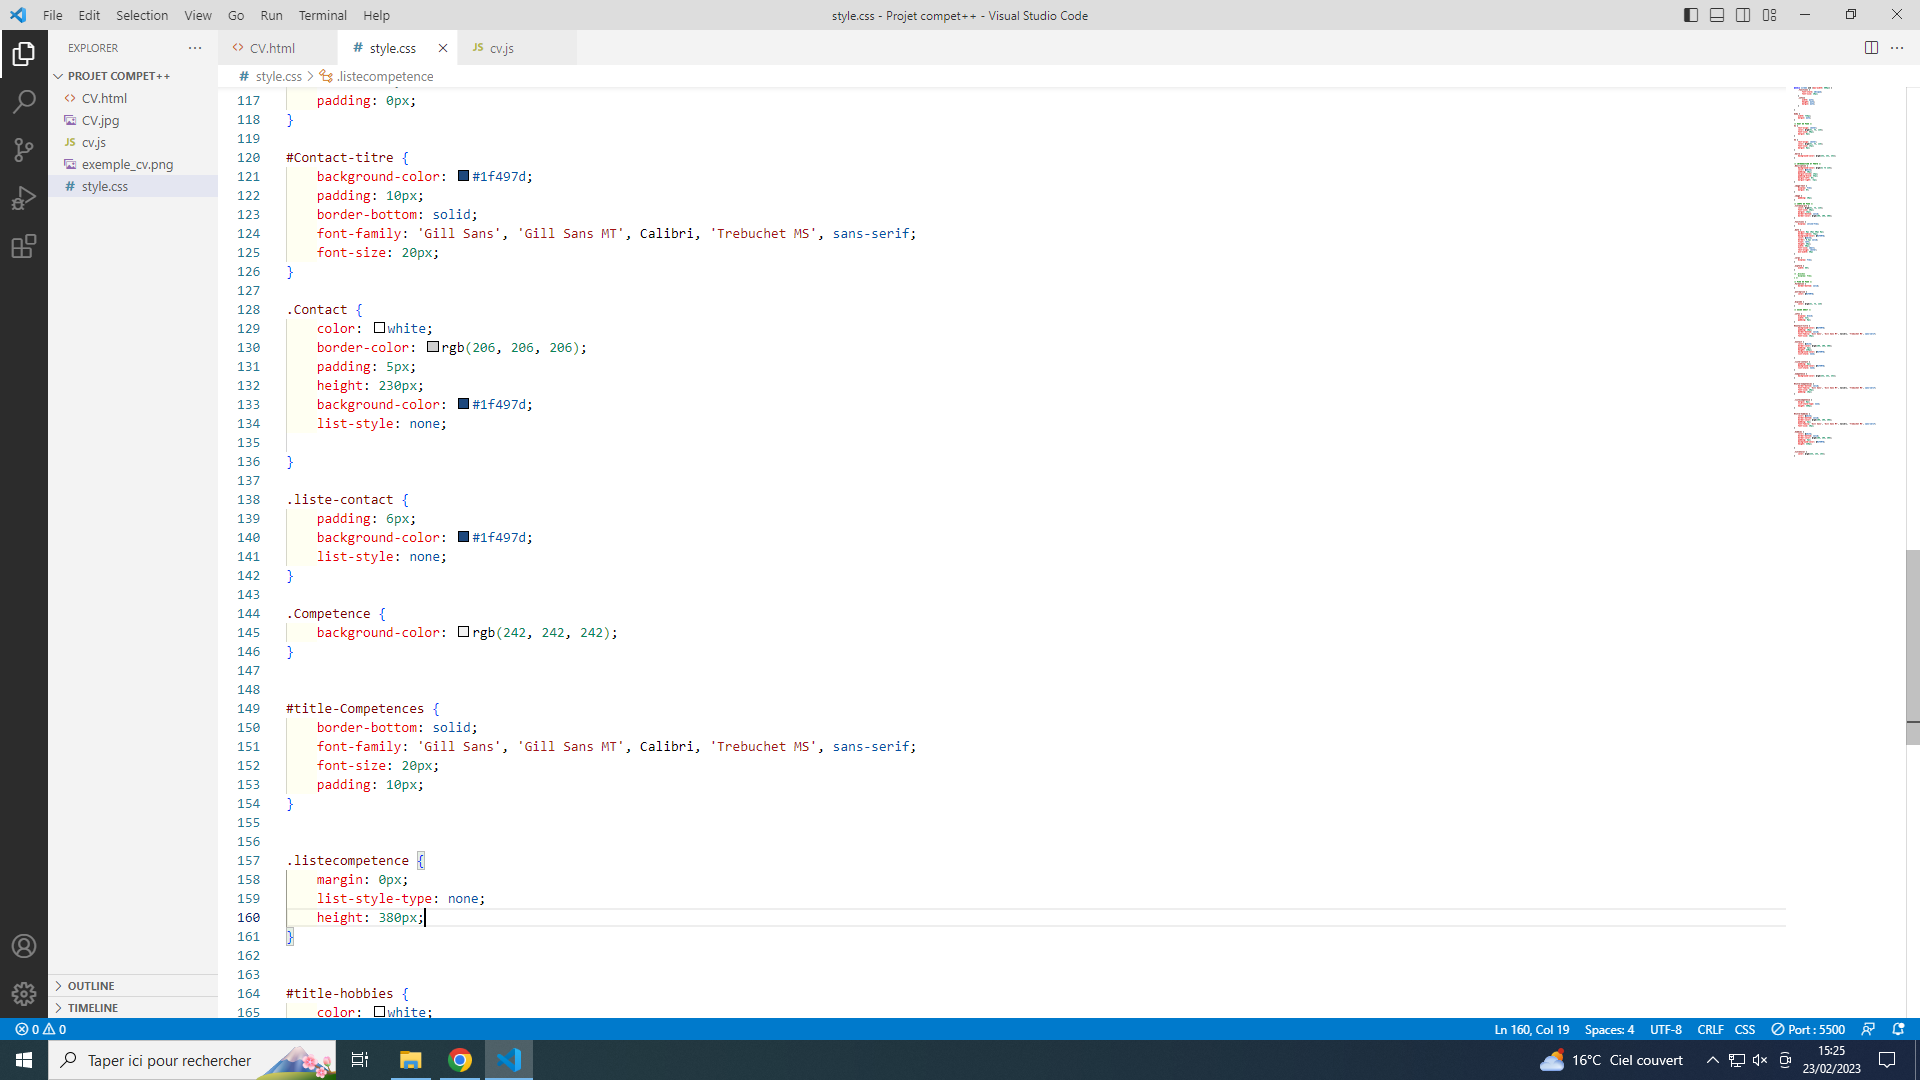 File Edit Selection View Go Run Terminal Help
style.css - Projet compet++ - Visual Studio Code
EXPLORER
CV.html
# style.css
JS cv.js
PROJET COMPET++
CV.html
CV.jpg
JS cv.js
exemple_cv.png
# style.css
OUTLINE
TIMELINE
# style.css > .listecompetence
117 padding: 0px;
118 }
119
120 #Contact-titre {
121 background-color: #1f497d;
122 padding: 10px;
123 border-bottom: solid;
124 font-family: 'Gill Sans', 'Gill Sans MT', Calibri, 'Trebuchet MS', sans-serif;
125 font-size: 20px;
126 }
127
128 .Contact {
129 color: white;
130 border-color: rgb(206, 206, 206);
131 padding: 5px;
132 height: 230px;
133 background-color: #1f497d;
134 list-style: none;
135
136 }
137
138 .liste-contact {
139 padding: 6px;
140 background-color: #1f497d;
141 list-style: none;
142 }
143
144 .Competence {
145 background-color: rgb(242, 242, 242);
146 }
147
148
149 #title-Competences {
150 border-bottom: solid;
151 font-family: 'Gill Sans', 'Gill Sans MT', Calibri, 'Trebuchet MS', sans-serif;
152 font-size: 20px;
153 padding: 10px;
154 }
155
156
157 .listecompetence {
158 margin: 0px;
159 list-style-type: none;
160 height: 380px;
161 }
162
163
164 #title-hobbies {
165 color: white;
0 0
Ln 160, Col 19 Spaces: 4 UTF-8 CRLF CSS Port : 5500
Taper ici pour rechercher
16°C Ciel couvert
15:25
23/02/2023